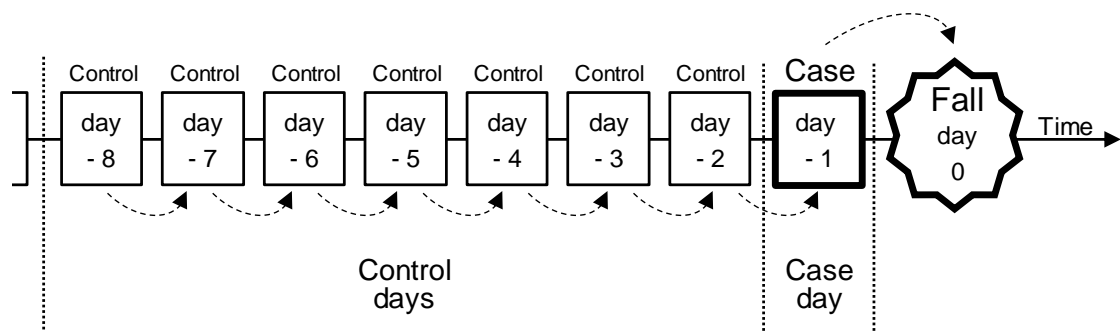 Control Control Control Control Control Control Control Case
day day day day day day day day Fall
- 8 - 7 - 6 - 5 - 4 - 3 - 2 - 1 day
0
Time
Control
days
Case
day